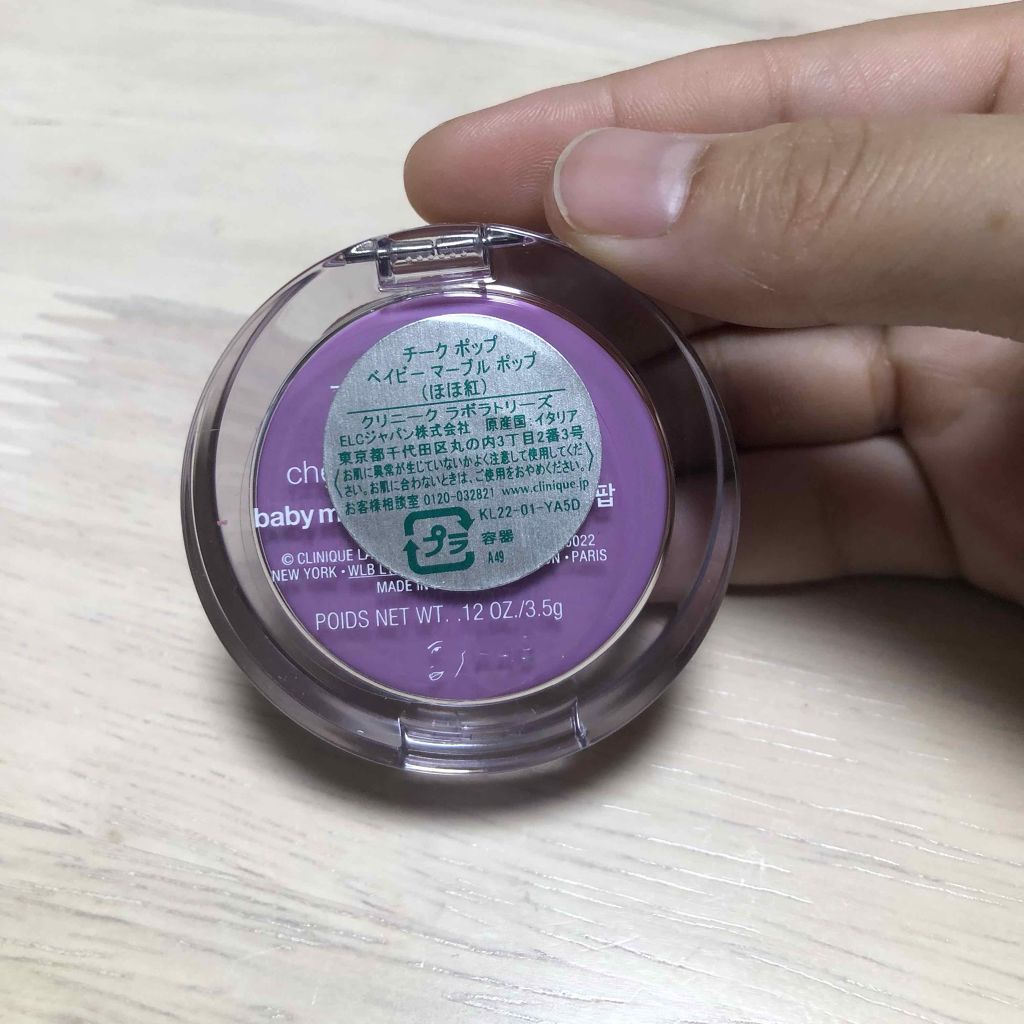 チーク ポップ
ベイビー マーブル ポップ
（ほほ紅）
クリニーク ラボラトリーズ
ELCジャパン株式会社 原産国: イタリア
東京都千代田区丸の内3丁目2番3号
お肌に異常が生じていないかよく注意して使用してくだ
さい。お肌に合わないときは、ご使用をおやめください。
お客様相談室 0120-032821 www.clinique.jp
プラ 容器
KL22-01-YA5D
A49
che
baby m 팝
© CLINIQUE LA 0022
NEW YORK • WLB L N • PARIS
MADE IN
POIDS NET WT. .12 OZ./3.5g